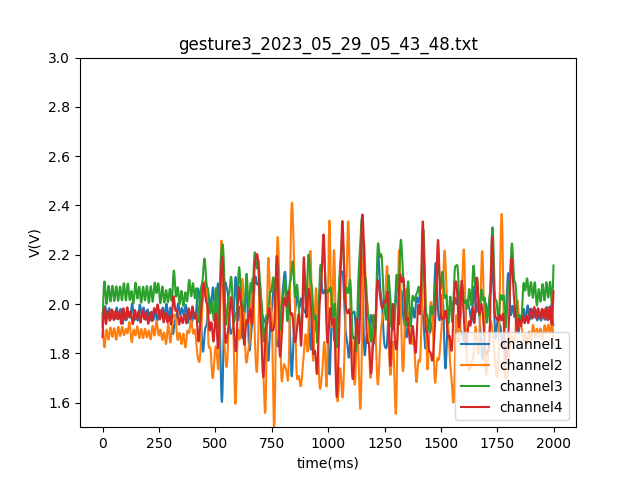 gesture3_2023_05_29_05_43_48.txt
3.0
2.8
2.6
2.4
2.2
2.0
1.8
1.6
V(V)
channel1
channel2
channel3
channel4
0 250 500 750 1000 1250 1500 1750 2000
time(ms)